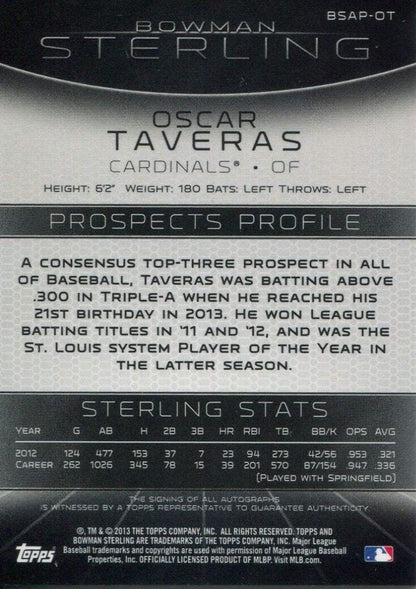 BSAP-OT
BOWMAN
STERLING
OSCAR
TAVERAS
CARDINALS® • OF
HEIGHT: 6'2" WEIGHT: 180 BATS: LEFT THROWS: LEFT
PROSPECTS PROFILE
A CONSENSUS TOP-THREE PROSPECT IN ALL
OF BASEBALL, TAVERAS WAS BATTING ABOVE
.300 IN TRIPLE-A WHEN HE REACHED HIS
21ST BIRTHDAY IN 2013. HE WON LEAGUE
BATTING TITLES IN '11 AND '12, AND WAS THE
ST. LOUIS SYSTEM PLAYER OF THE YEAR IN
THE LATTER SEASON.
STERLING STATS
YEAR G AB H 2B 3B HR RBI TB BB/K OPS AVG
2012 124 477 153 37 7 23 94 273 42/56 .953 .321
CAREER 262 1026 345 78 15 39 201 570 87/154 .947 .336
(PLAYED WITH SPRINGFIELD)
THE SIGNING OF ALL AUTOGRAPHS
IS WITNESSED BY A TOPPS REPRESENTATIVE TO GUARANTEE AUTHENTICITY
®, TM & © 2013 THE TOPPS COMPANY, INC. ALL RIGHTS RESERVED. TOPPS AND
BOWMAN STERLING ARE TRADEMARKS OF THE TOPPS COMPANY, INC. Major League
Baseball trademarks and copyrights are used with permission of Major League Baseball
Properties, Inc. OFFICIALLY LICENSED PRODUCT OF MLBP. Visit MLB.com.
topps